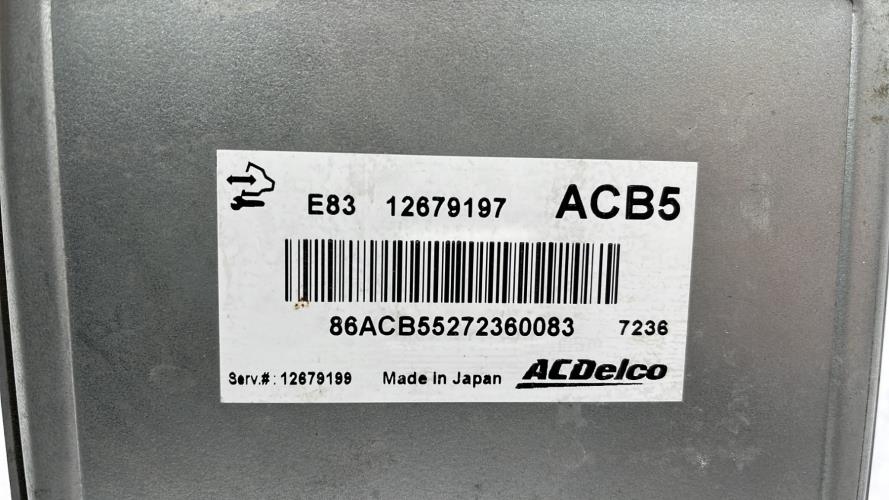 E83 12679197 ACB5
86ACB55272360083 7236
Serv.#: 12679199 Made in Japan ACDelco